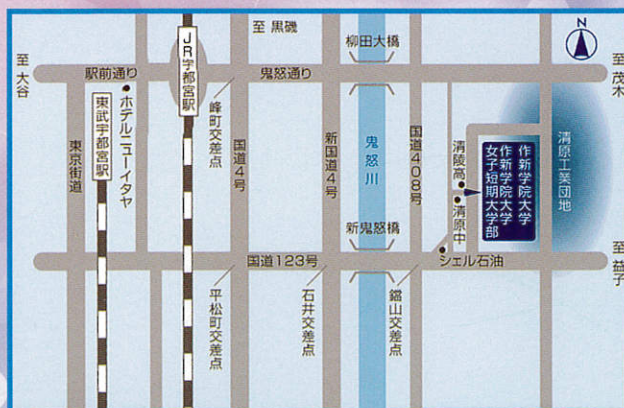 至 黒磯
N
柳田大橋
至 大谷
至 茂木
駅前通り
JR宇都宮駅
鬼怒通り
ホテルニューイタヤ
東武宇都宮駅
東京街道
峰町交差点
国道4号
新国道4号
鬼怒川
国道408号
清陵高
清原中
作新学院大学
作新学院大学
女子短期大学部
清原工業団地
新鬼怒橋
国道123号
シェル石油
至 益子
平松町交差点
石井交差点
鐺山交差点